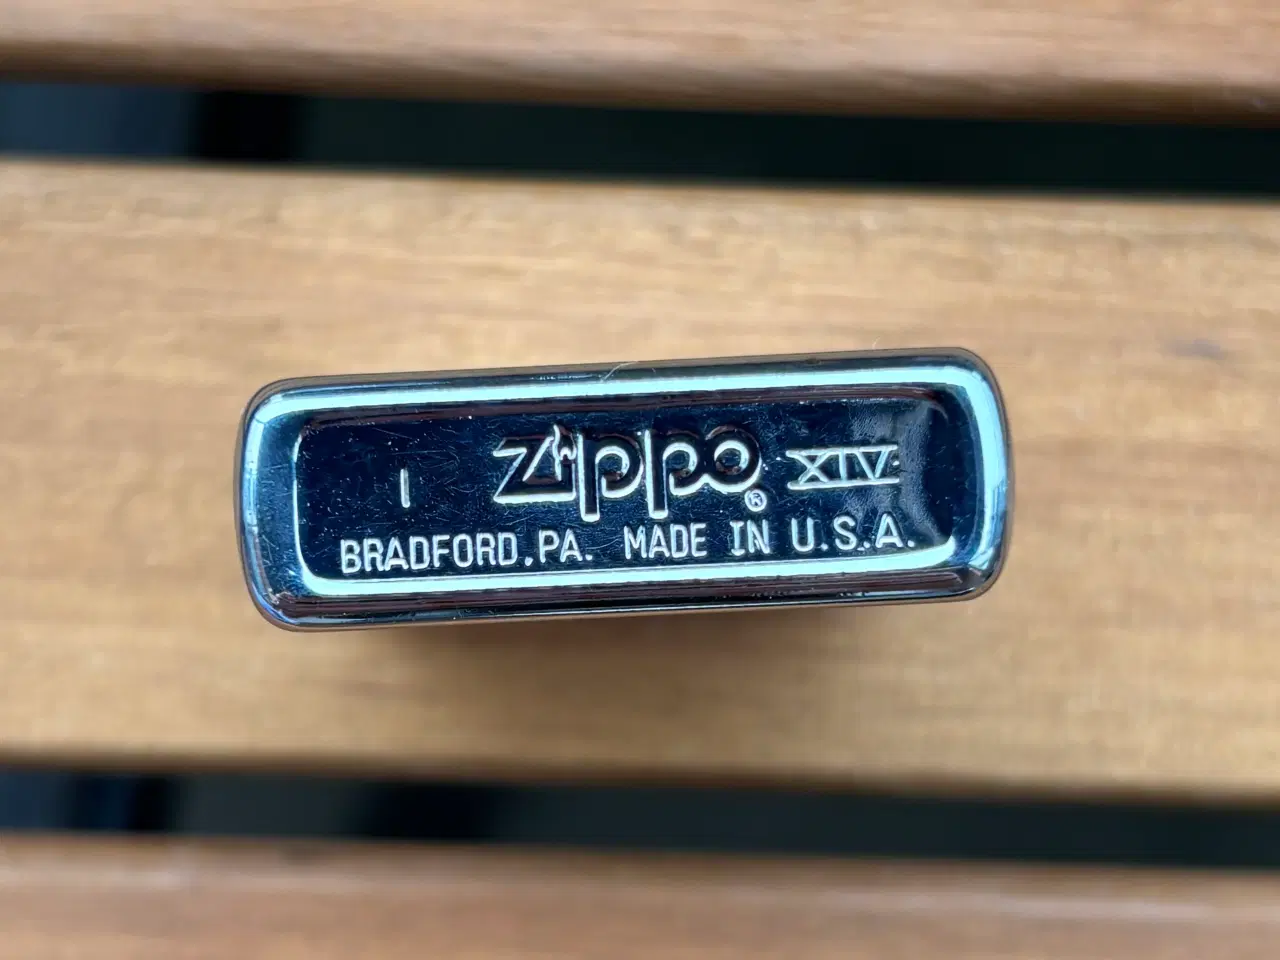 I Zippo® XIV
BRADFORD,PA. MADE IN U.S.A.